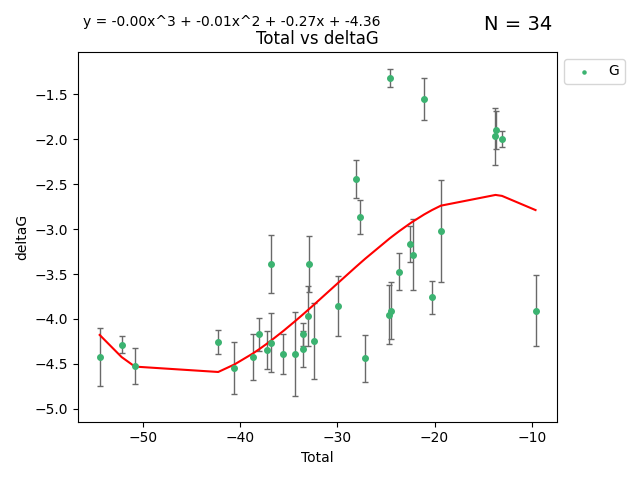 y = -0.00x^3 + -0.01x^2 + -0.27x + -4.36
N = 34
Total vs deltaG
G
−1.5
−2.0
−2.5
−3.0
−3.5
−4.0
−4.5
−5.0
deltaG
−50
−40
−30
−20
−10
Total